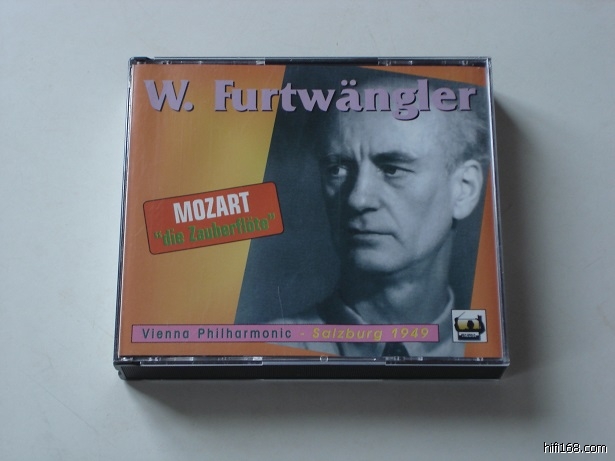 W. Furtwängler
MOZART
"die Zauberflöte"
Vienna Philharmonic - Salzburg 1949
hifi168.com